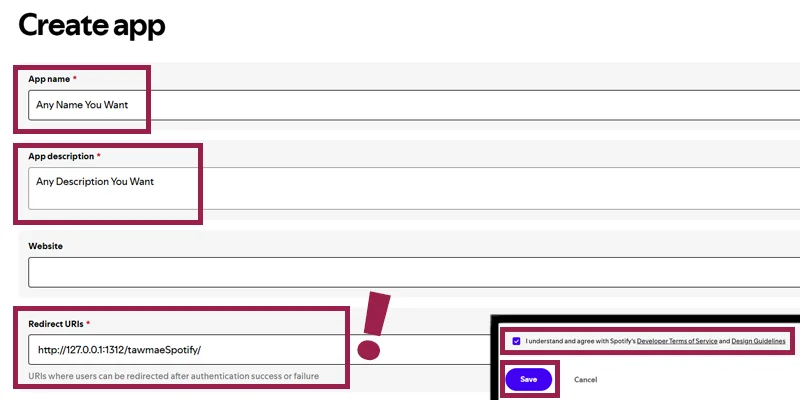 Create app
App name *
Any Name You Want
App description *
Any Description You Want
Website
Redirect URIs *
http://127.0.0.1:1312/tawmaeSpotify/
URIs where users can be redirected after authentication success or failure
!
I understand and agree with Spotify's Developer Terms of Service and Design Guidelines
Save
Cancel